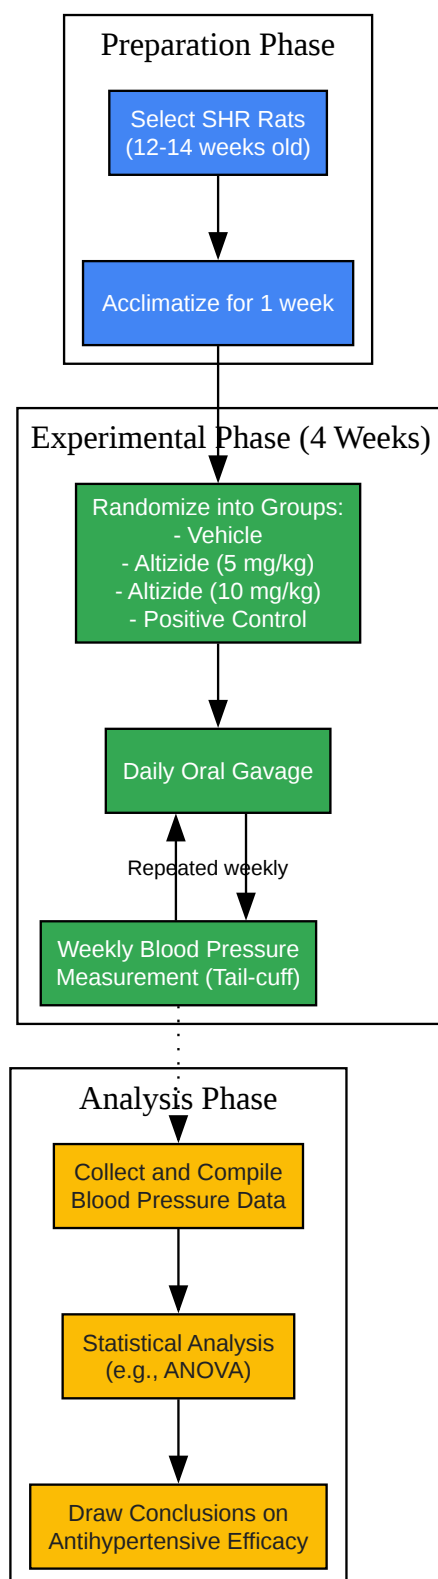 Preparation Phase
Select SHR Rats
(12-14 weeks old)
Acclimatize for 1 week
Experimental Phase (4 Weeks)
Randomize into Groups:
- Vehicle
- Altizide (5 mg/kg)
- Altizide (10 mg/kg)
- Positive Control
Daily Oral Gavage
Repeated weekly
Weekly Blood Pressure
Measurement (Tail-cuff)
Analysis Phase
Collect and Compile
Blood Pressure Data
Statistical Analysis
(e.g., ANOVA)
Draw Conclusions on
Antihypertensive Efficacy